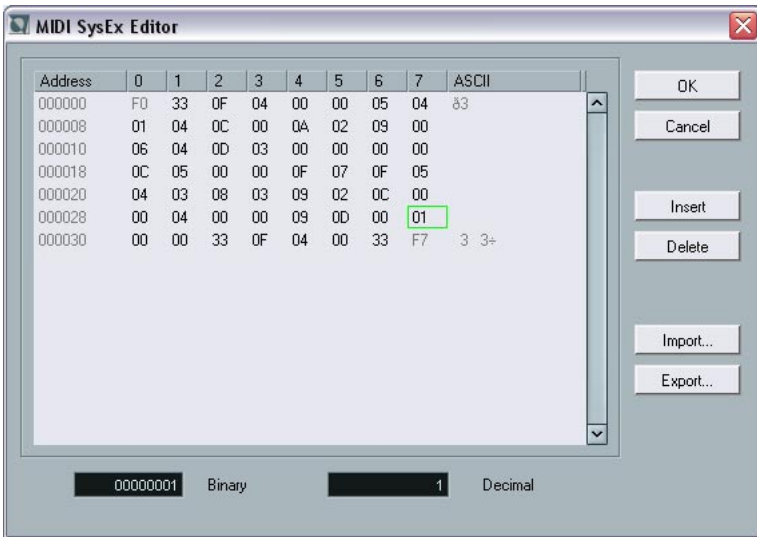 MIDI SysEx Editor
Address 0 1 2 3 4 5 6 7 ASCII
000000 F0 33 0F 04 00 00 05 04 ð3
000008 01 04 0C 00 0A 02 09 00
000010 06 04 0D 03 00 00 00 00
000018 0C 05 00 00 0F 07 0F 05
000020 04 03 08 03 09 02 0C 00
000028 00 04 00 00 09 0D 00 01
000030 00 00 33 0F 04 00 33 F7 3 3÷
OK
Cancel
Insert
Delete
Import...
Export...
00000001 Binary 1 Decimal